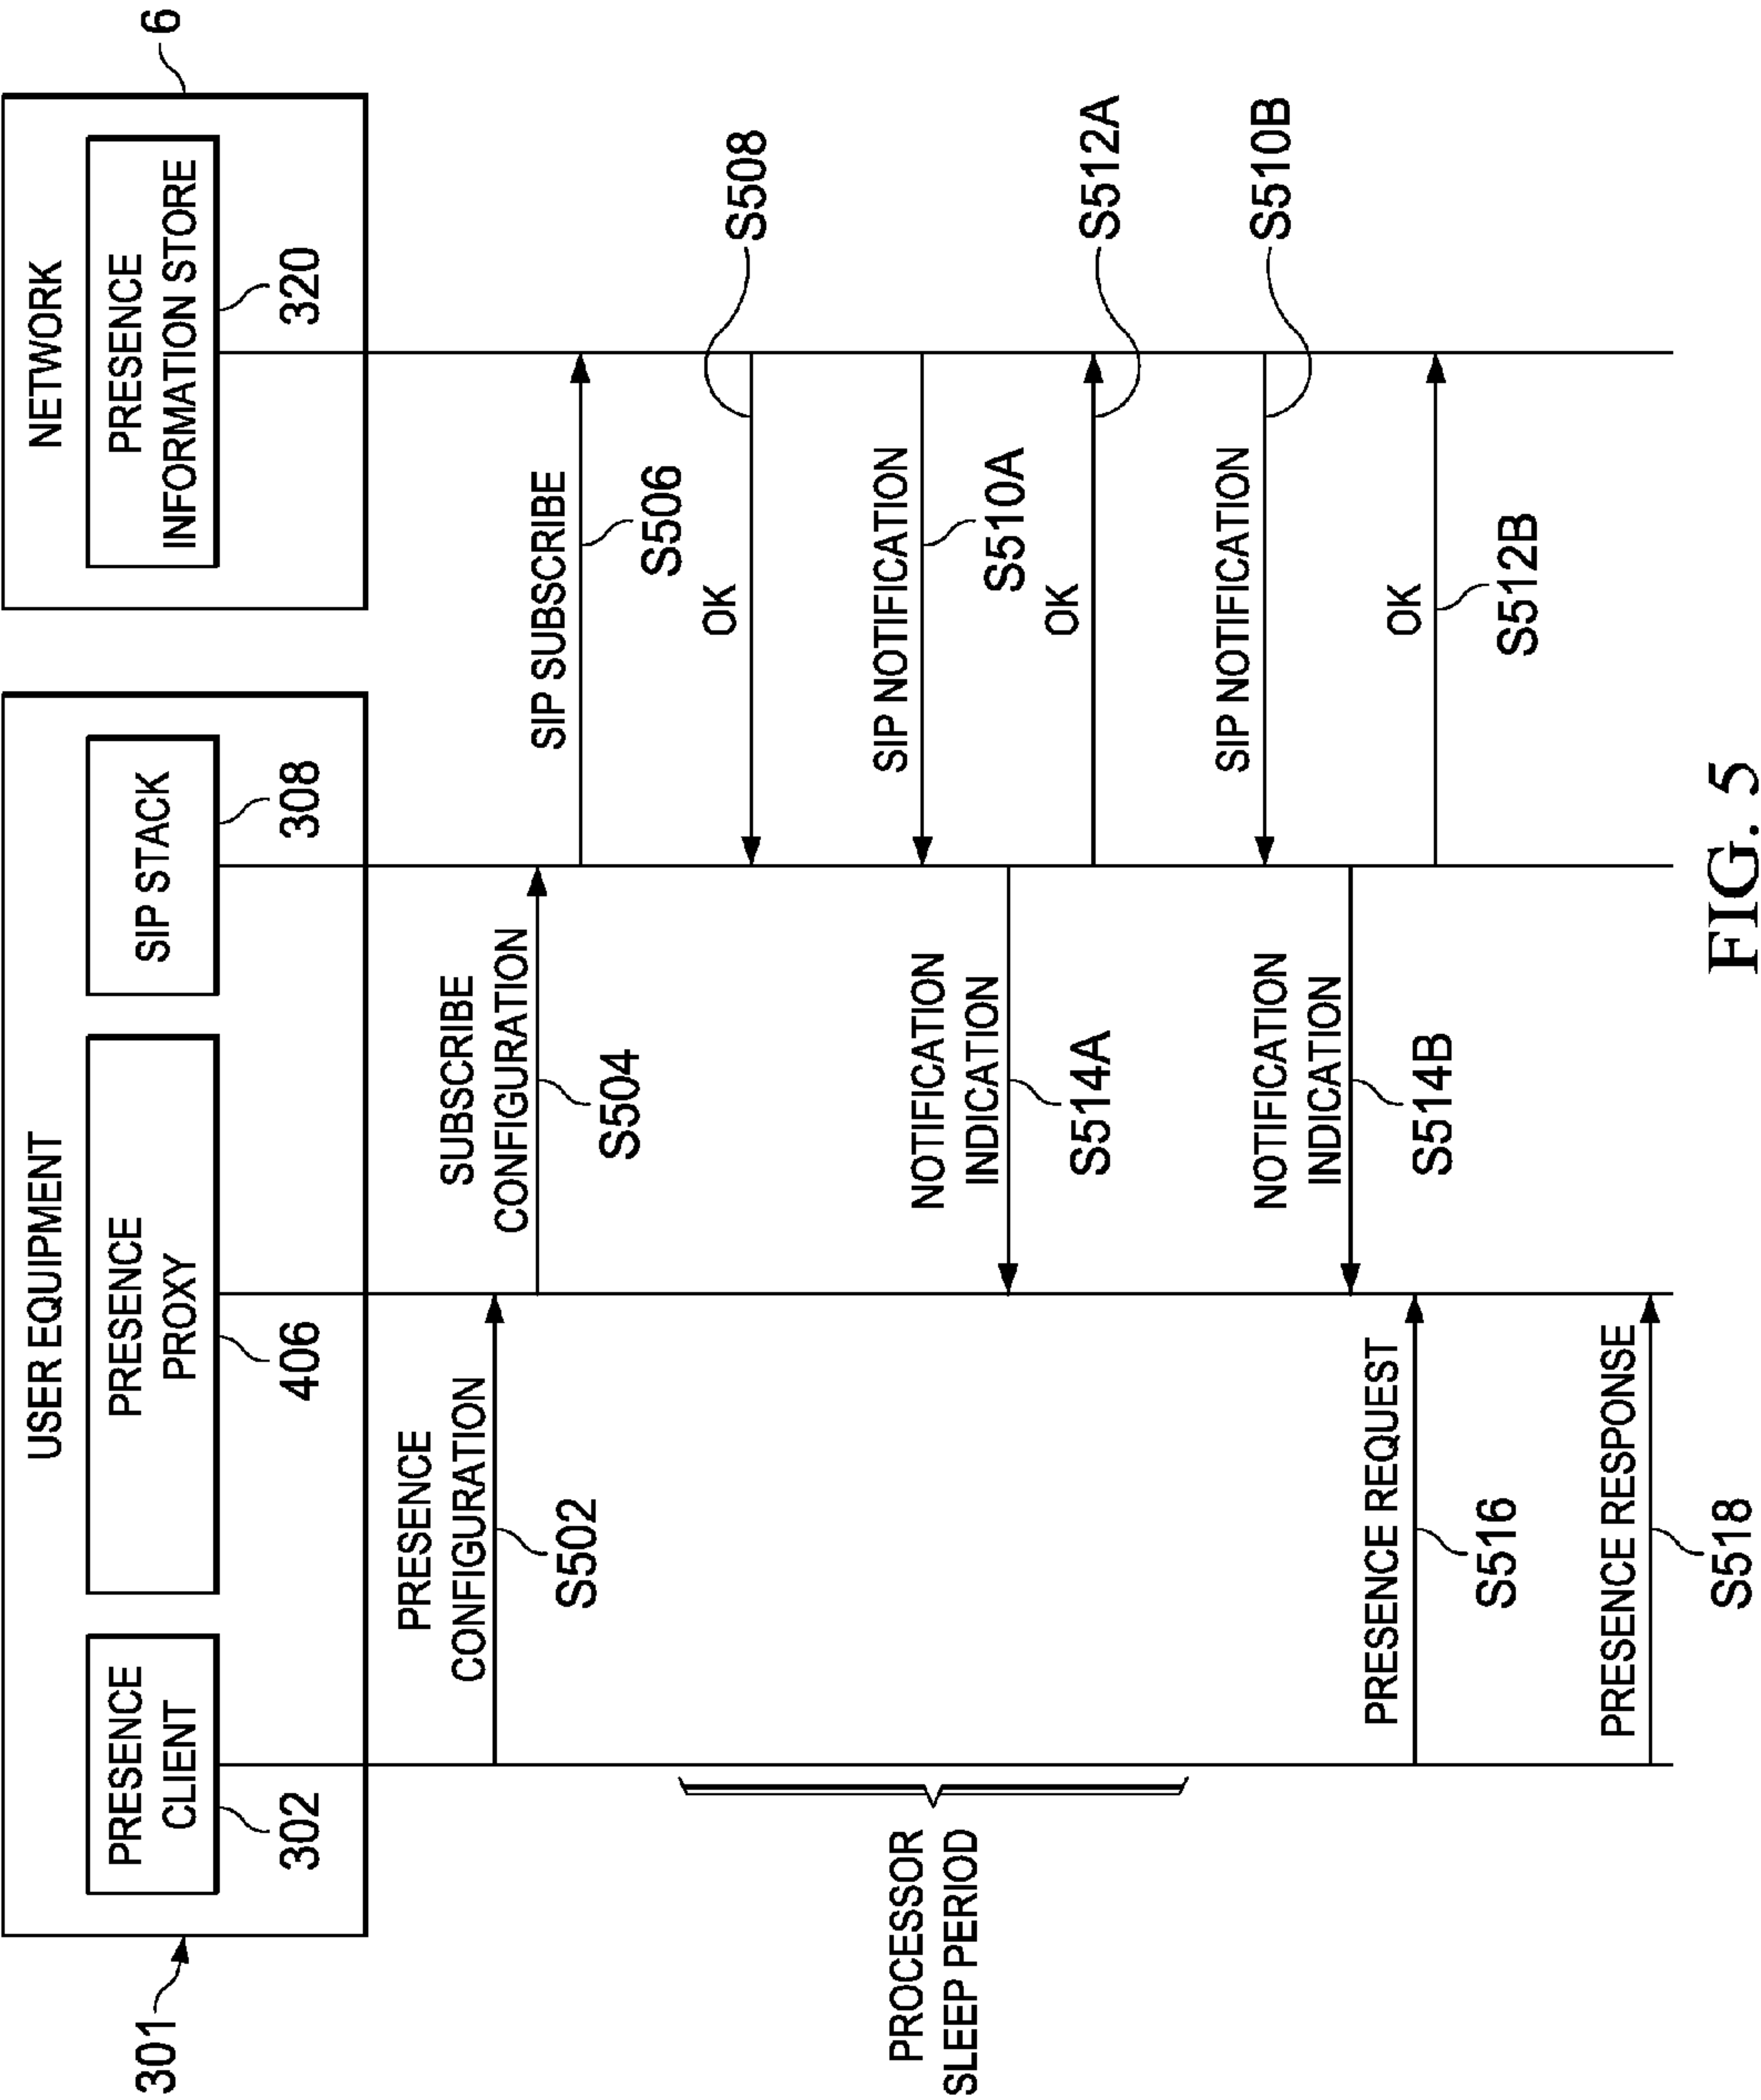 301
USER EQUIPMENT
NETWORK
6
PRESENCE
CLIENT
302
PRESENCE
PROXY
406
SIP STACK
308
PRESENCE
INFORMATION STORE
320
PRESENCE
CONFIGURATION
S502
SUBSCRIBE
CONFIGURATION
S504
SIP SUBSCRIBE
S506
OK
S508
PROCESSOR
SLEEP PERIOD
SIP NOTIFICATION
S510A
NOTIFICATION
INDICATION
S514A
OK
S512A
SIP NOTIFICATION
S510B
NOTIFICATION
INDICATION
S514B
PRESENCE REQUEST
S516
OK
S512B
PRESENCE RESPONSE
S518
FIG. 5